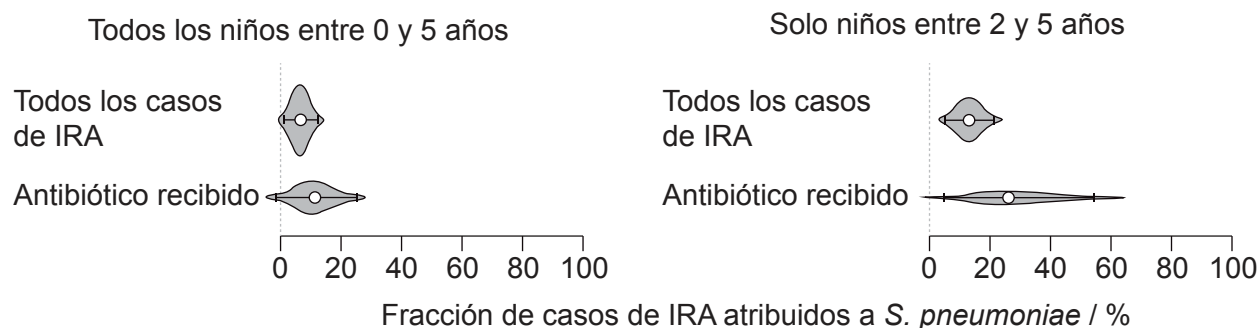 Todos los niños entre 0 y 5 años
Todos los casos
de IRA
Antibiótico recibido
0 20 40 60 80 100
Solo niños entre 2 y 5 años
Todos los casos
de IRA
Antibiótico recibido
0 20 40 60 80 100
Fracción de casos de IRA atribuidos a S. pneumoniae / %